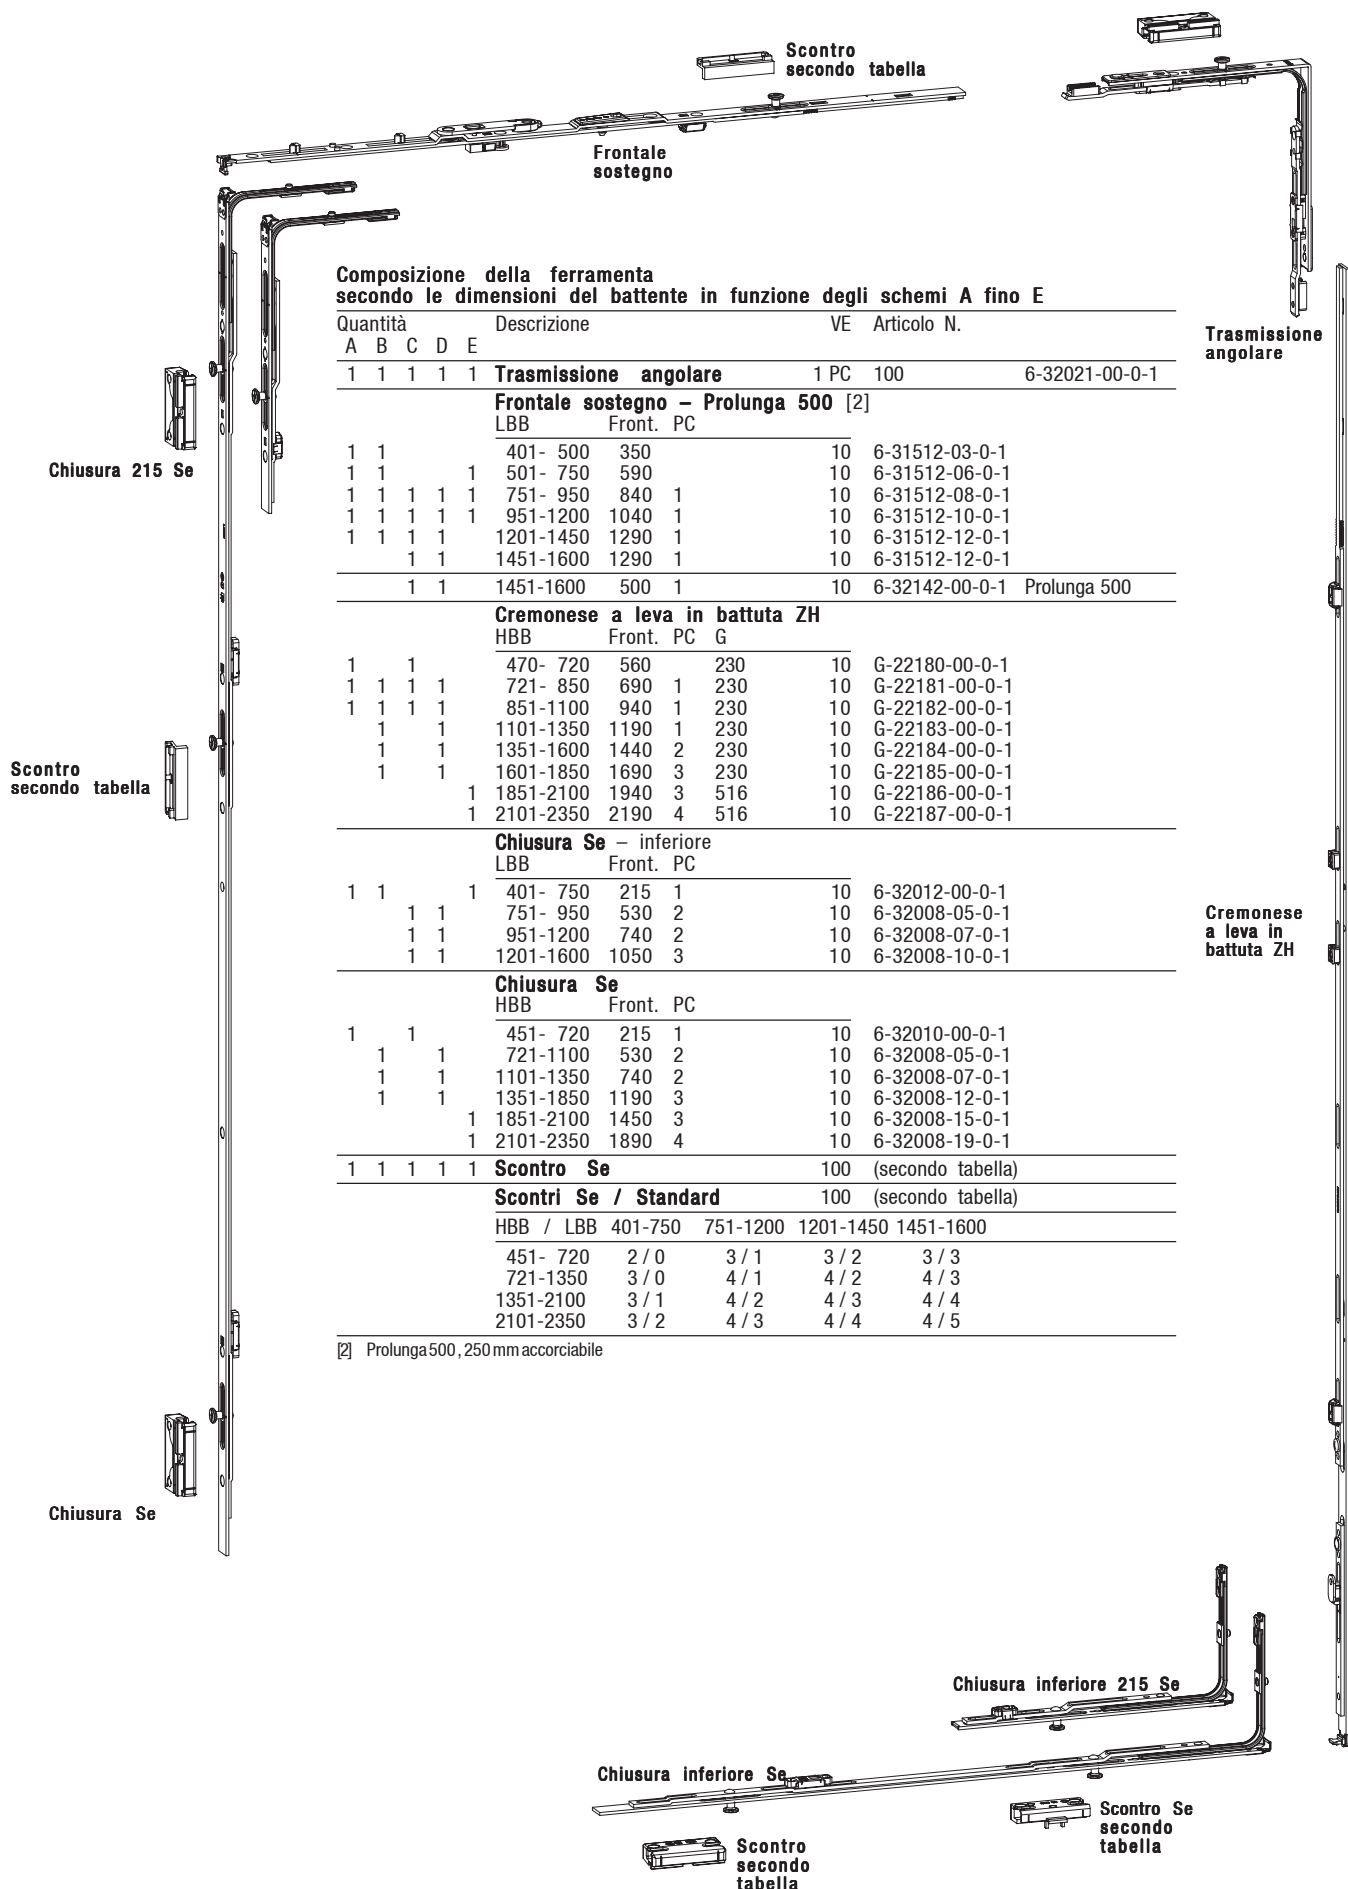 Scontro
secondo tabella
Frontale
sostegno
Composizione della ferramenta
secondo le dimensioni del battente in funzione degli schemi A fino E
Quantità Descrizione VE Articolo N.
A B C D E
1 1 1 1 1 Trasmissione angolare 1 PC 100 6-32021-00-0-1
Frontale sostegno – Prolunga 500 [2]
LBB Front. PC
1 1 401- 500 350 10 6-31512-03-0-1
1 1 1 501- 750 590 10 6-31512-06-0-1
1 1 1 1 1 751- 950 840 1 10 6-31512-08-0-1
1 1 1 1 1 951-1200 1040 1 10 6-31512-10-0-1
1 1 1 1 1201-1450 1290 1 10 6-31512-12-0-1
1 1 1451-1600 1290 1 10 6-31512-12-0-1
1 1 1451-1600 500 1 10 6-32142-00-0-1 Prolunga 500
Cremonese a leva in battuta ZH
HBB Front. PC G
1 1 470- 720 560 230 10 G-22180-00-0-1
1 1 1 1 721- 850 690 1 230 10 G-22181-00-0-1
1 1 1 1 851-1100 940 1 230 10 G-22182-00-0-1
1 1 1101-1350 1190 1 230 10 G-22183-00-0-1
1 1 1351-1600 1440 2 230 10 G-22184-00-0-1
1 1 1601-1850 1690 3 230 10 G-22185-00-0-1
1 1851-2100 1940 3 516 10 G-22186-00-0-1
1 2101-2350 2190 4 516 10 G-22187-00-0-1
Chiusura Se – inferiore
LBB Front. PC
1 1 1 401- 750 215 1 10 6-32012-00-0-1
1 1 751- 950 530 2 10 6-32008-05-0-1
1 1 951-1200 740 2 10 6-32008-07-0-1
1 1 1201-1600 1050 3 10 6-32008-10-0-1
Chiusura Se
HBB Front. PC
1 1 451- 720 215 1 10 6-32010-00-0-1
1 1 721-1100 530 2 10 6-32008-05-0-1
1 1 1101-1350 740 2 10 6-32008-07-0-1
1 1 1351-1850 1190 3 10 6-32008-12-0-1
1 1851-2100 1450 3 10 6-32008-15-0-1
1 2101-2350 1890 4 10 6-32008-19-0-1
1 1 1 1 1 Scontro Se 100 (secondo tabella)
Scontri Se / Standard 100 (secondo tabella)
HBB / LBB 401-750 751-1200 1201-1450 1451-1600
451- 720 2 / 0 3 / 1 3 / 2 3 / 3
721-1350 3 / 0 4 / 1 4 / 2 4 / 3
1351-2100 3 / 1 4 / 2 4 / 3 4 / 4
2101-2350 3 / 2 4 / 3 4 / 4 4 / 5
[2] Prolunga 500 , 250 mm accorciabile
Trasmissione
angolare
Chiusura 215 Se
Scontro
secondo tabella
Cremonese
a leva in
battuta ZH
Chiusura Se
Chiusura inferiore 215 Se
Chiusura inferiore Se
Scontro Se
secondo
tabella
Scontro
secondo
tabella